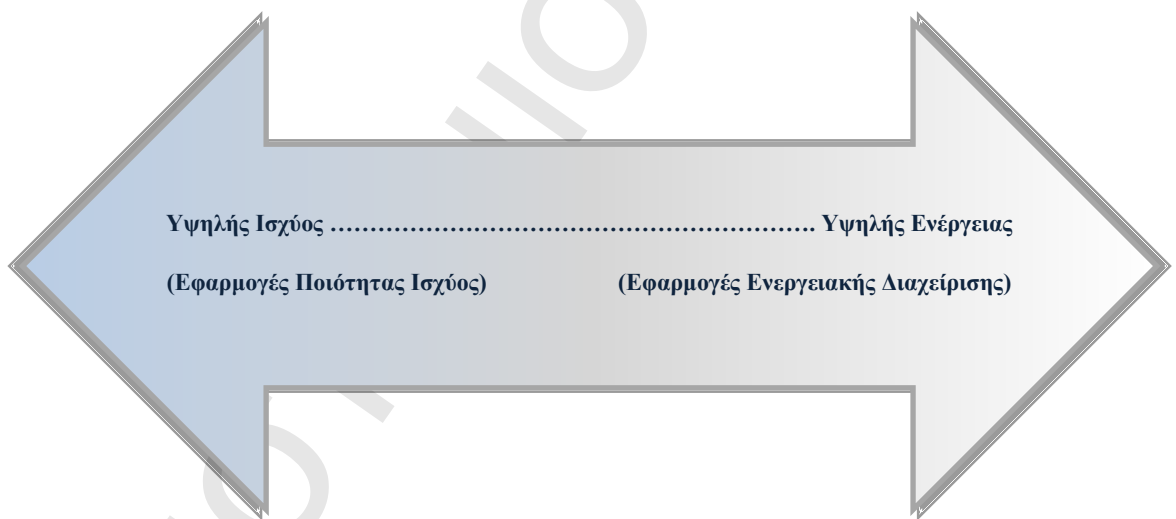 Υψηλής Ισχύος ……………………………………………………. Υψηλής Ενέργειας
(Εφαρμογές Ποιότητας Ισχύος) (Εφαρμογές Ενεργειακής Διαχείρισης)